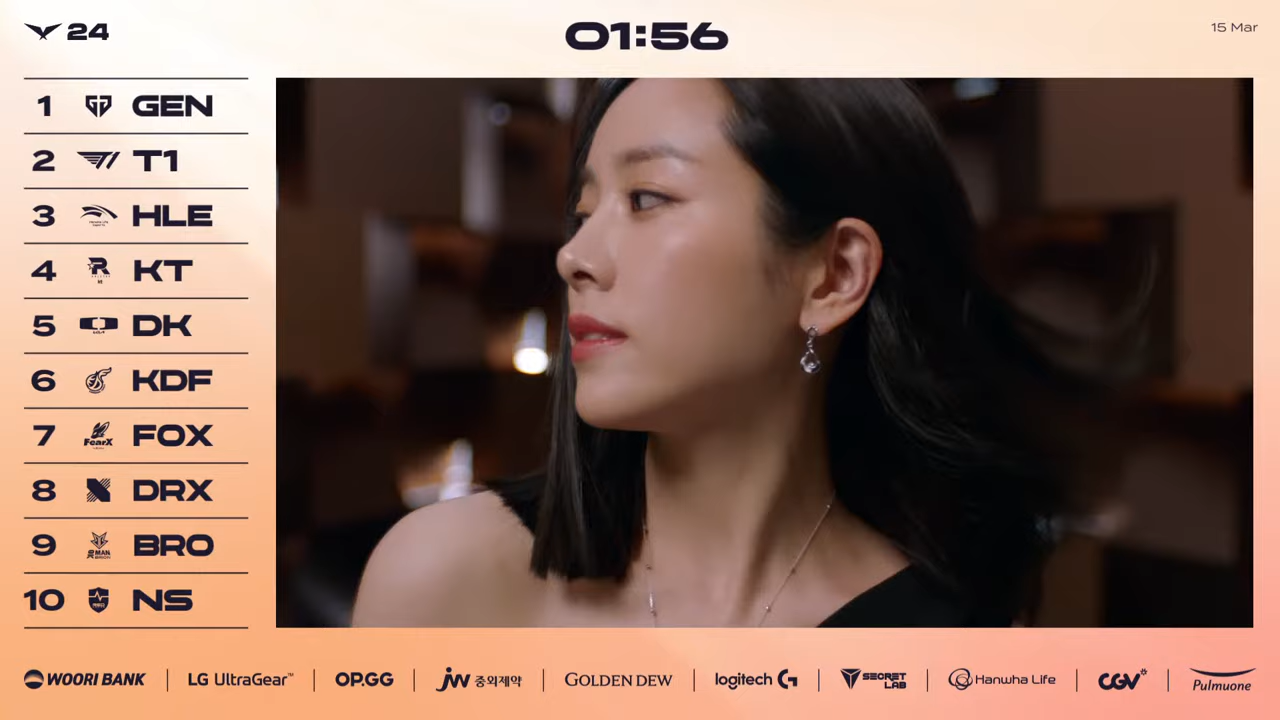 24
01:56
15 Mar
1 GEN
2 T1
3 HLE
4 KT
5 DK
6 KDF
7 FearX FOX
8 DRX
9 BRO
10 NS
WOORI BANK
LG UltraGear™
OP.GG
jw 중외제약
GOLDEN DEW
logitech G
SECRET LAB
Hanwha Life
CGV
Pulmuone